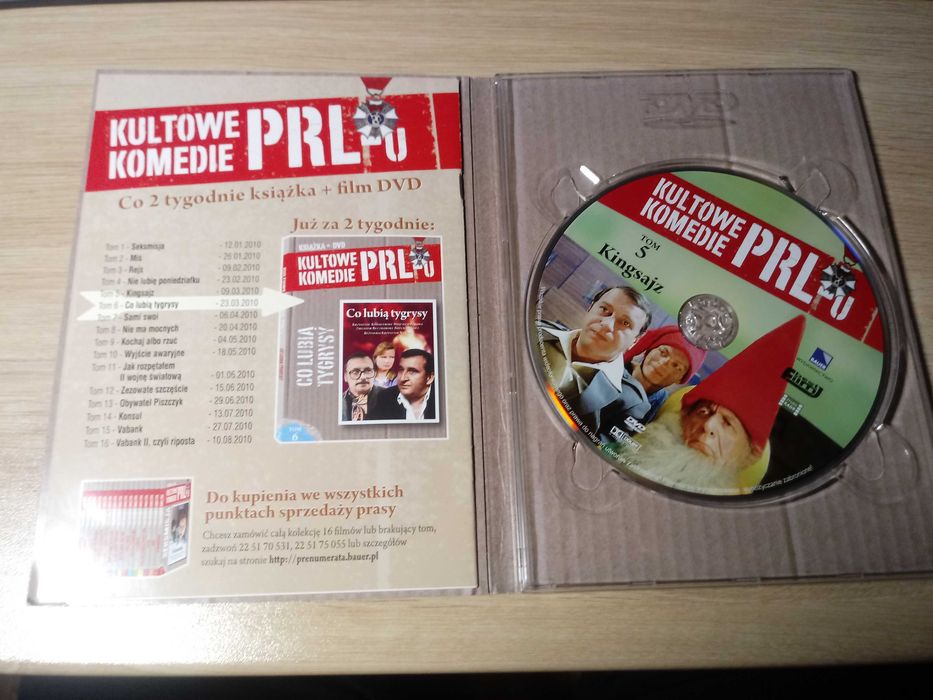 KULTOWE
KOMEDIE PRL-U
Co 2 tygodnie książka + film DVD
Już za 2 tygodnie:
Tom 1 - Seksmisja - 12.01.2010
Tom 2 - Miś - 26.01.2010
Tom 3 - Rejs - 09.02.2010
Tom 4 - Nie lubię poniedziałku - 23.02.2010
Tom 5 - Kingsajz - 09.03.2010
Tom 6 - Co lubią tygrysy - 23.03.2010
Tom 7 - Sami swoi - 06.04.2010
Tom 8 - Nie ma mocnych - 20.04.2010
Tom 9 - Kochaj albo rzuć - 04.05.2010
Tom 10 - Wyjście awaryjne - 18.05.2010
Tom 11 - Jak rozpętałem
II wojnę światową - 01.06.2010
Tom 12 - Zezowate szczęście - 15.06.2010
Tom 13 - Obywatel Piszczyk - 29.06.2010
Tom 14 - Konsul - 13.07.2010
Tom 15 - Vabank - 27.07.2010
Tom 16 - Vabank II, czyli riposta - 10.08.2010
KSIĄŻKA + DVD
KULTOWE
KOMEDIE PRL-U
Co lubią tygrysy
CO LUBIĄ
TYGRYSY
TOM
6
Do kupienia we wszystkich
punktach sprzedaży prasy
Chcesz zamówić całą kolekcję 16 filmów lub brakujący tom,
zadzwoń 22 51 70 531, 22 51 75 055 lub szczegółów
szukaj na stronie http://prenumerata.bauer.pl
KULTOWE
KOMEDIE PRL-U
TOM
5
Kingsajz
BAUER
DVD